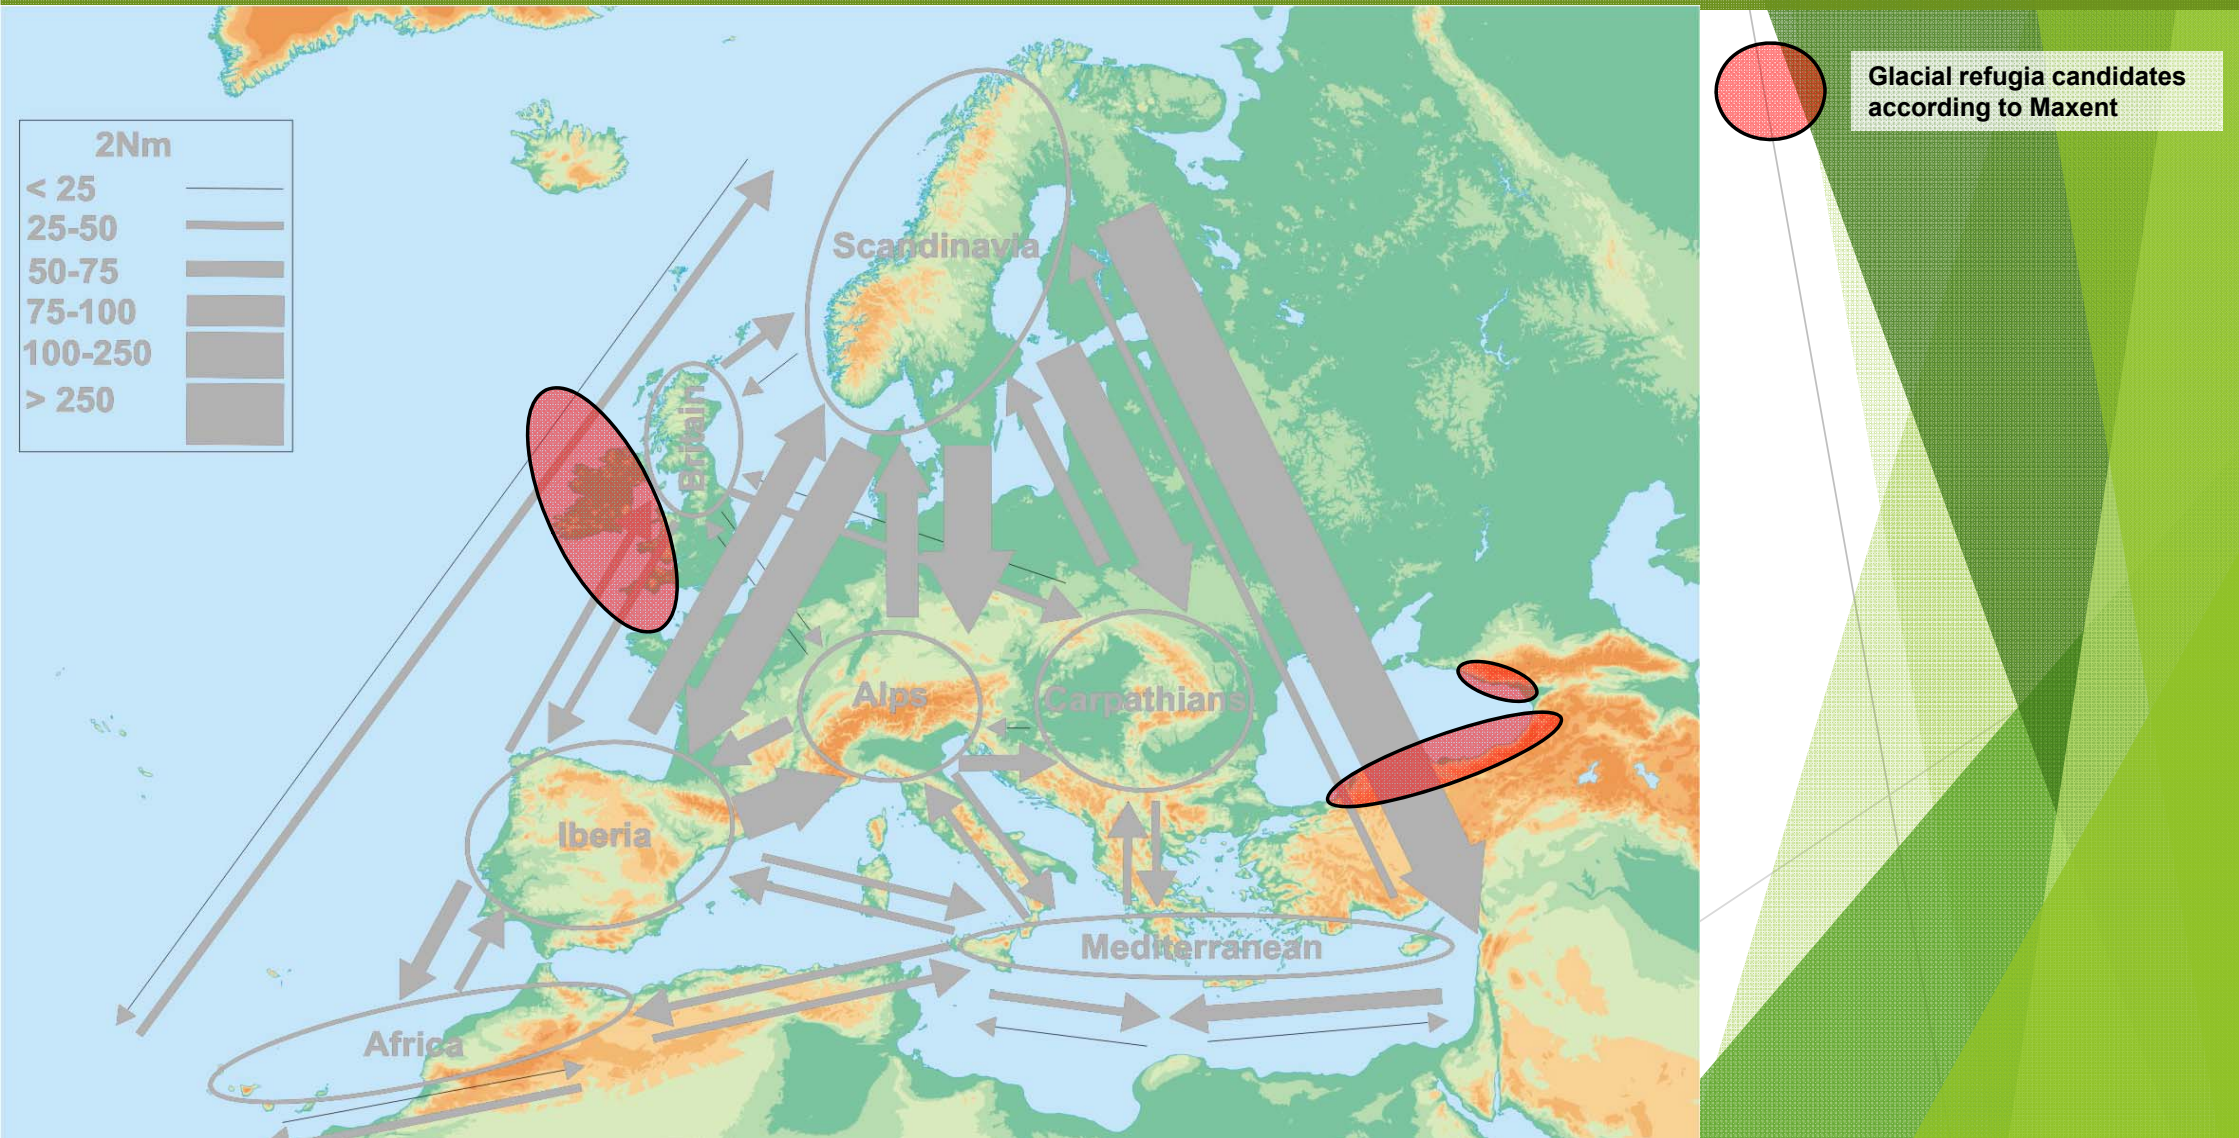 Glacial refugia candidates
according to Maxent
2Nm
< 25
25-50
50-75
75-100
100-250
> 250
Scandinavia
Britain
Alps
Carpathians
Iberia
Mediterranean
Africa